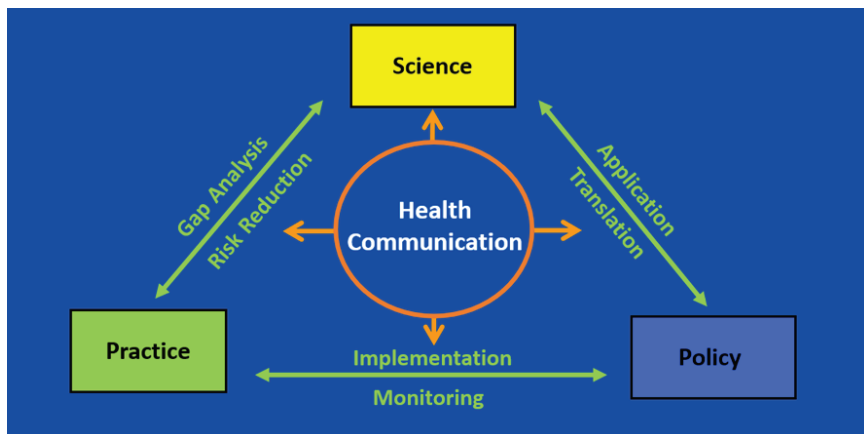 Science
Gap Analysis
Risk Reduction
Application
Translation
Health
Communication
Practice
Policy
Implementation
Monitoring